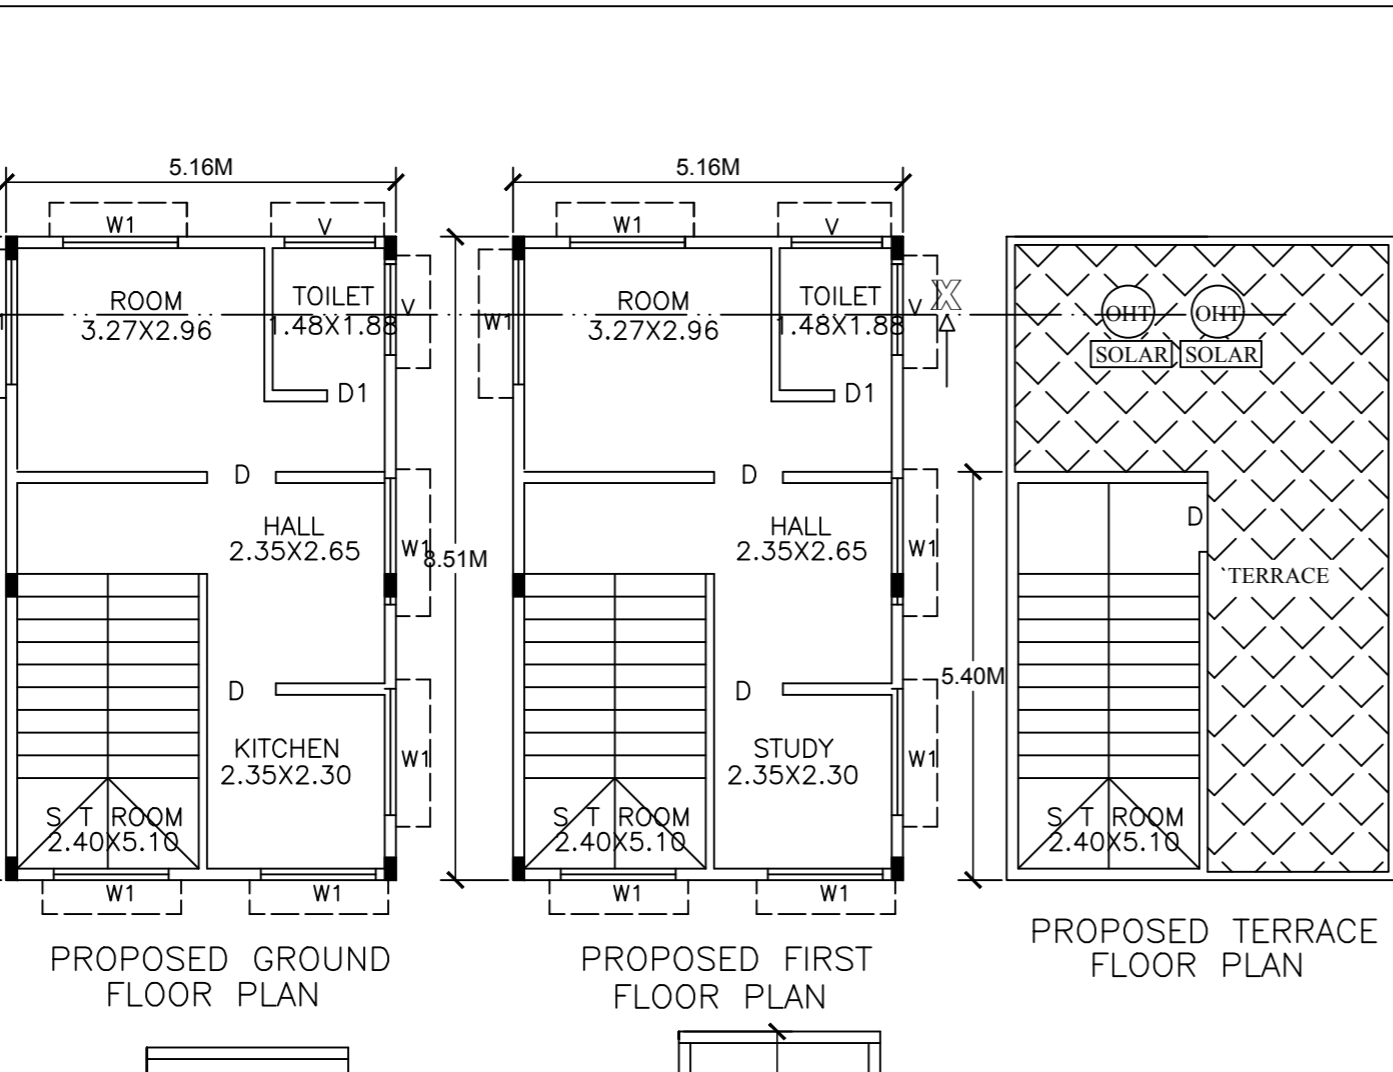 5.16M
W1
V
ROOM
3.27X2.96
TOILET
1.48X1.88
V
D1
D
HALL
2.35X2.65
W1
D
KITCHEN
2.35X2.30
W1
S T ROOM
2.40X5.10
W1
W1
PROPOSED GROUND
FLOOR PLAN
8.51M
5.16M
W1
V
W1
ROOM
3.27X2.96
TOILET
1.48X1.88
V
X
D1
D
HALL
2.35X2.65
W1
D
STUDY
2.35X2.30
W1
S T ROOM
2.40X5.10
W1
W1
PROPOSED FIRST
FLOOR PLAN
5.40M
OHT
OHT
SOLAR
SOLAR
D
`TERRACE
S T ROOM
2.40X5.10
PROPOSED TERRACE
FLOOR PLAN